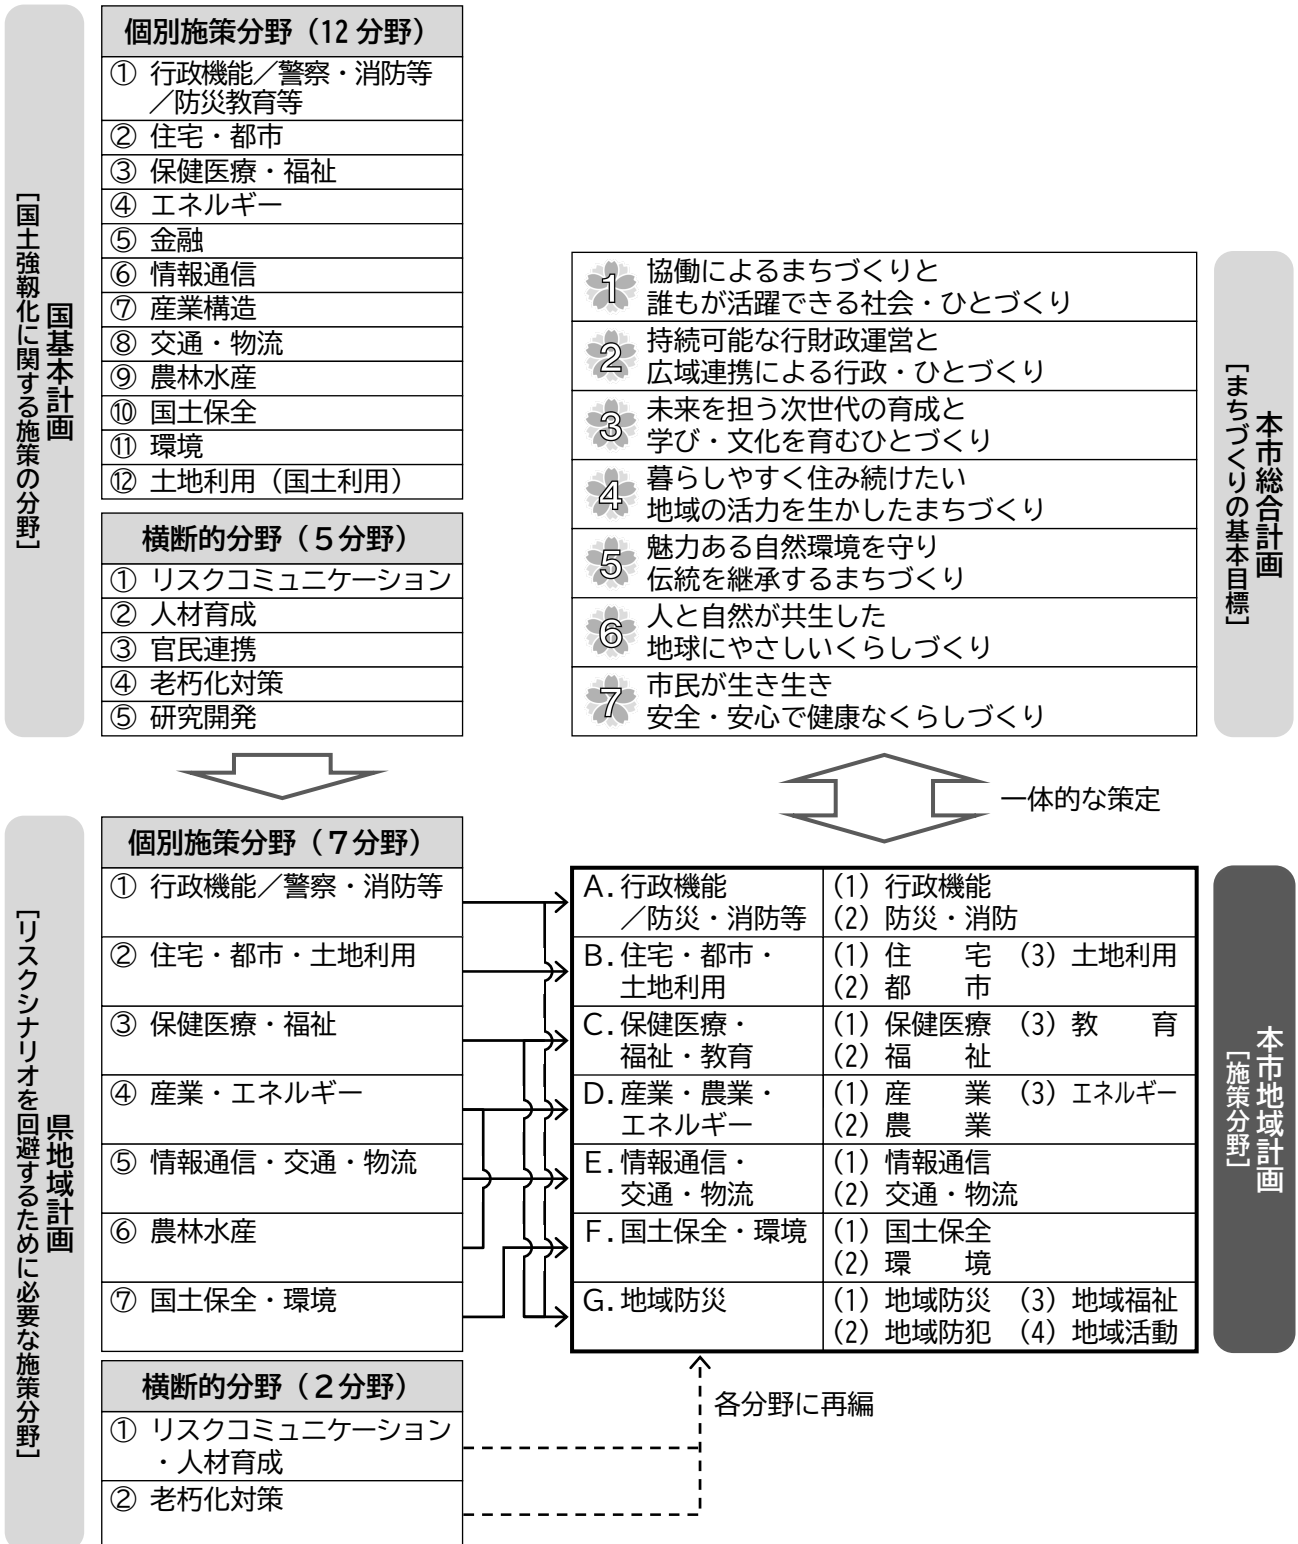 国基本計画
[国土強靱化に関する施策の分野]
個別施策分野（12分野）
① 行政機能／警察・消防等
／防災教育等
② 住宅・都市
③ 保健医療・福祉
④ エネルギー
⑤ 金融
⑥ 情報通信
⑦ 産業構造
⑧ 交通・物流
⑨ 農林水産
⑩ 国土保全
⑪ 環境
⑫ 土地利用（国土利用）
横断的分野（５分野）
① リスクコミュニケーション
② 人材育成
③ 官民連携
④ 老朽化対策
⑤ 研究開発
本市総合計画
[まちづくりの基本目標]
1 協働によるまちづくりと
誰もが活躍できる社会・ひとづくり
2 持続可能な行財政運営と
広域連携による行政・ひとづくり
3 未来を担う次世代の育成と
学び・文化を育むひとづくり
4 暮らしやすく住み続けたい
地域の活力を生かしたまちづくり
5 魅力ある自然環境を守り
伝統を継承するまちづくり
6 人と自然が共生した
地球にやさしいくらしづくり
7 市民が生き生き
安全・安心で健康なくらしづくり
一体的な策定
県地域計画
[リスクシナリオを回避するために必要な施策分野]
個別施策分野（７分野）
① 行政機能／警察・消防等
② 住宅・都市・土地利用
③ 保健医療・福祉
④ 産業・エネルギー
⑤ 情報通信・交通・物流
⑥ 農林水産
⑦ 国土保全・環境
横断的分野（２分野）
① リスクコミュニケーション
・人材育成
② 老朽化対策
各分野に再編
本市地域計画
[施策分野]
A．行政機能
／防災・消防等
(1) 行政機能
(2) 防災・消防
B．住宅・都市・
土地利用
(1) 住　宅 (3) 土地利用
(2) 都　市
C．保健医療・
福祉・教育
(1) 保健医療 (3) 教　育
(2) 福　祉
D．産業・農業・
エネルギー
(1) 産　業 (3) エネルギー
(2) 農　業
E．情報通信・
交通・物流
(1) 情報通信
(2) 交通・物流
F．国土保全・環境
(1) 国土保全
(2) 環　境
G．地域防災
(1) 地域防災 (3) 地域福祉
(2) 地域防犯 (4) 地域活動